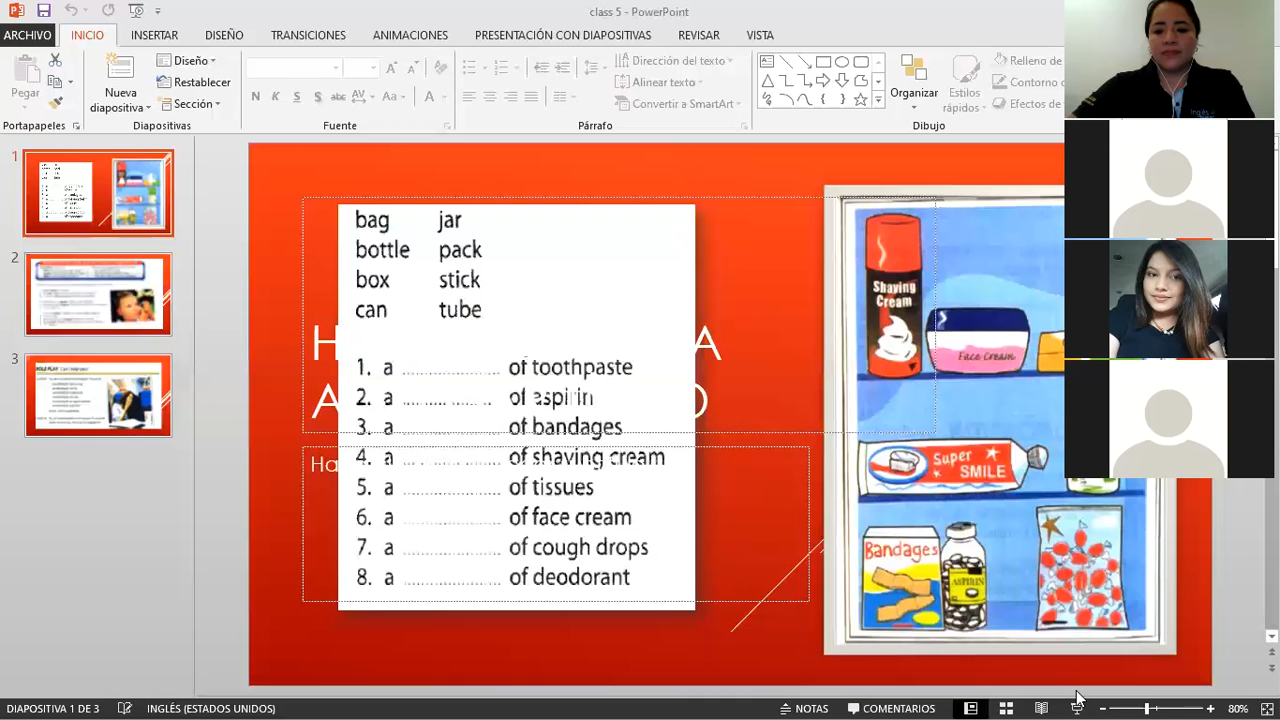 class 5 - PowerPoint
ARCHIVO INICIO INSERTAR DISEÑO TRANSICIONES ANIMACIONES PRESENTACIÓN CON DIAPOSITIVAS REVISAR VISTA
Pegar
Nueva diapositiva
Diseño
Restablecer
Sección
Dirección del texto
Alinear texto
Convertir a SmartArt
Organizar
Estilos rápidos
Relleno de
Contorno
Efectos de
Portapapeles Diapositivas Fuente Párrafo Dibujo
1
2
3
bag jar
bottle pack
box stick
can tube
1. a of toothpaste
2. a of aspirin
3. a of bandages
4. a of shaving cream
5. a of tissues
6. a of face cream
7. a of cough drops
8. a of deodorant
Shaving
Cream
Face Cream
Super
SMILE
Bandages
ASPIRIN
DIAPOSITIVA 1 DE 3 INGLÉS (ESTADOS UNIDOS) NOTAS COMENTARIOS 80%